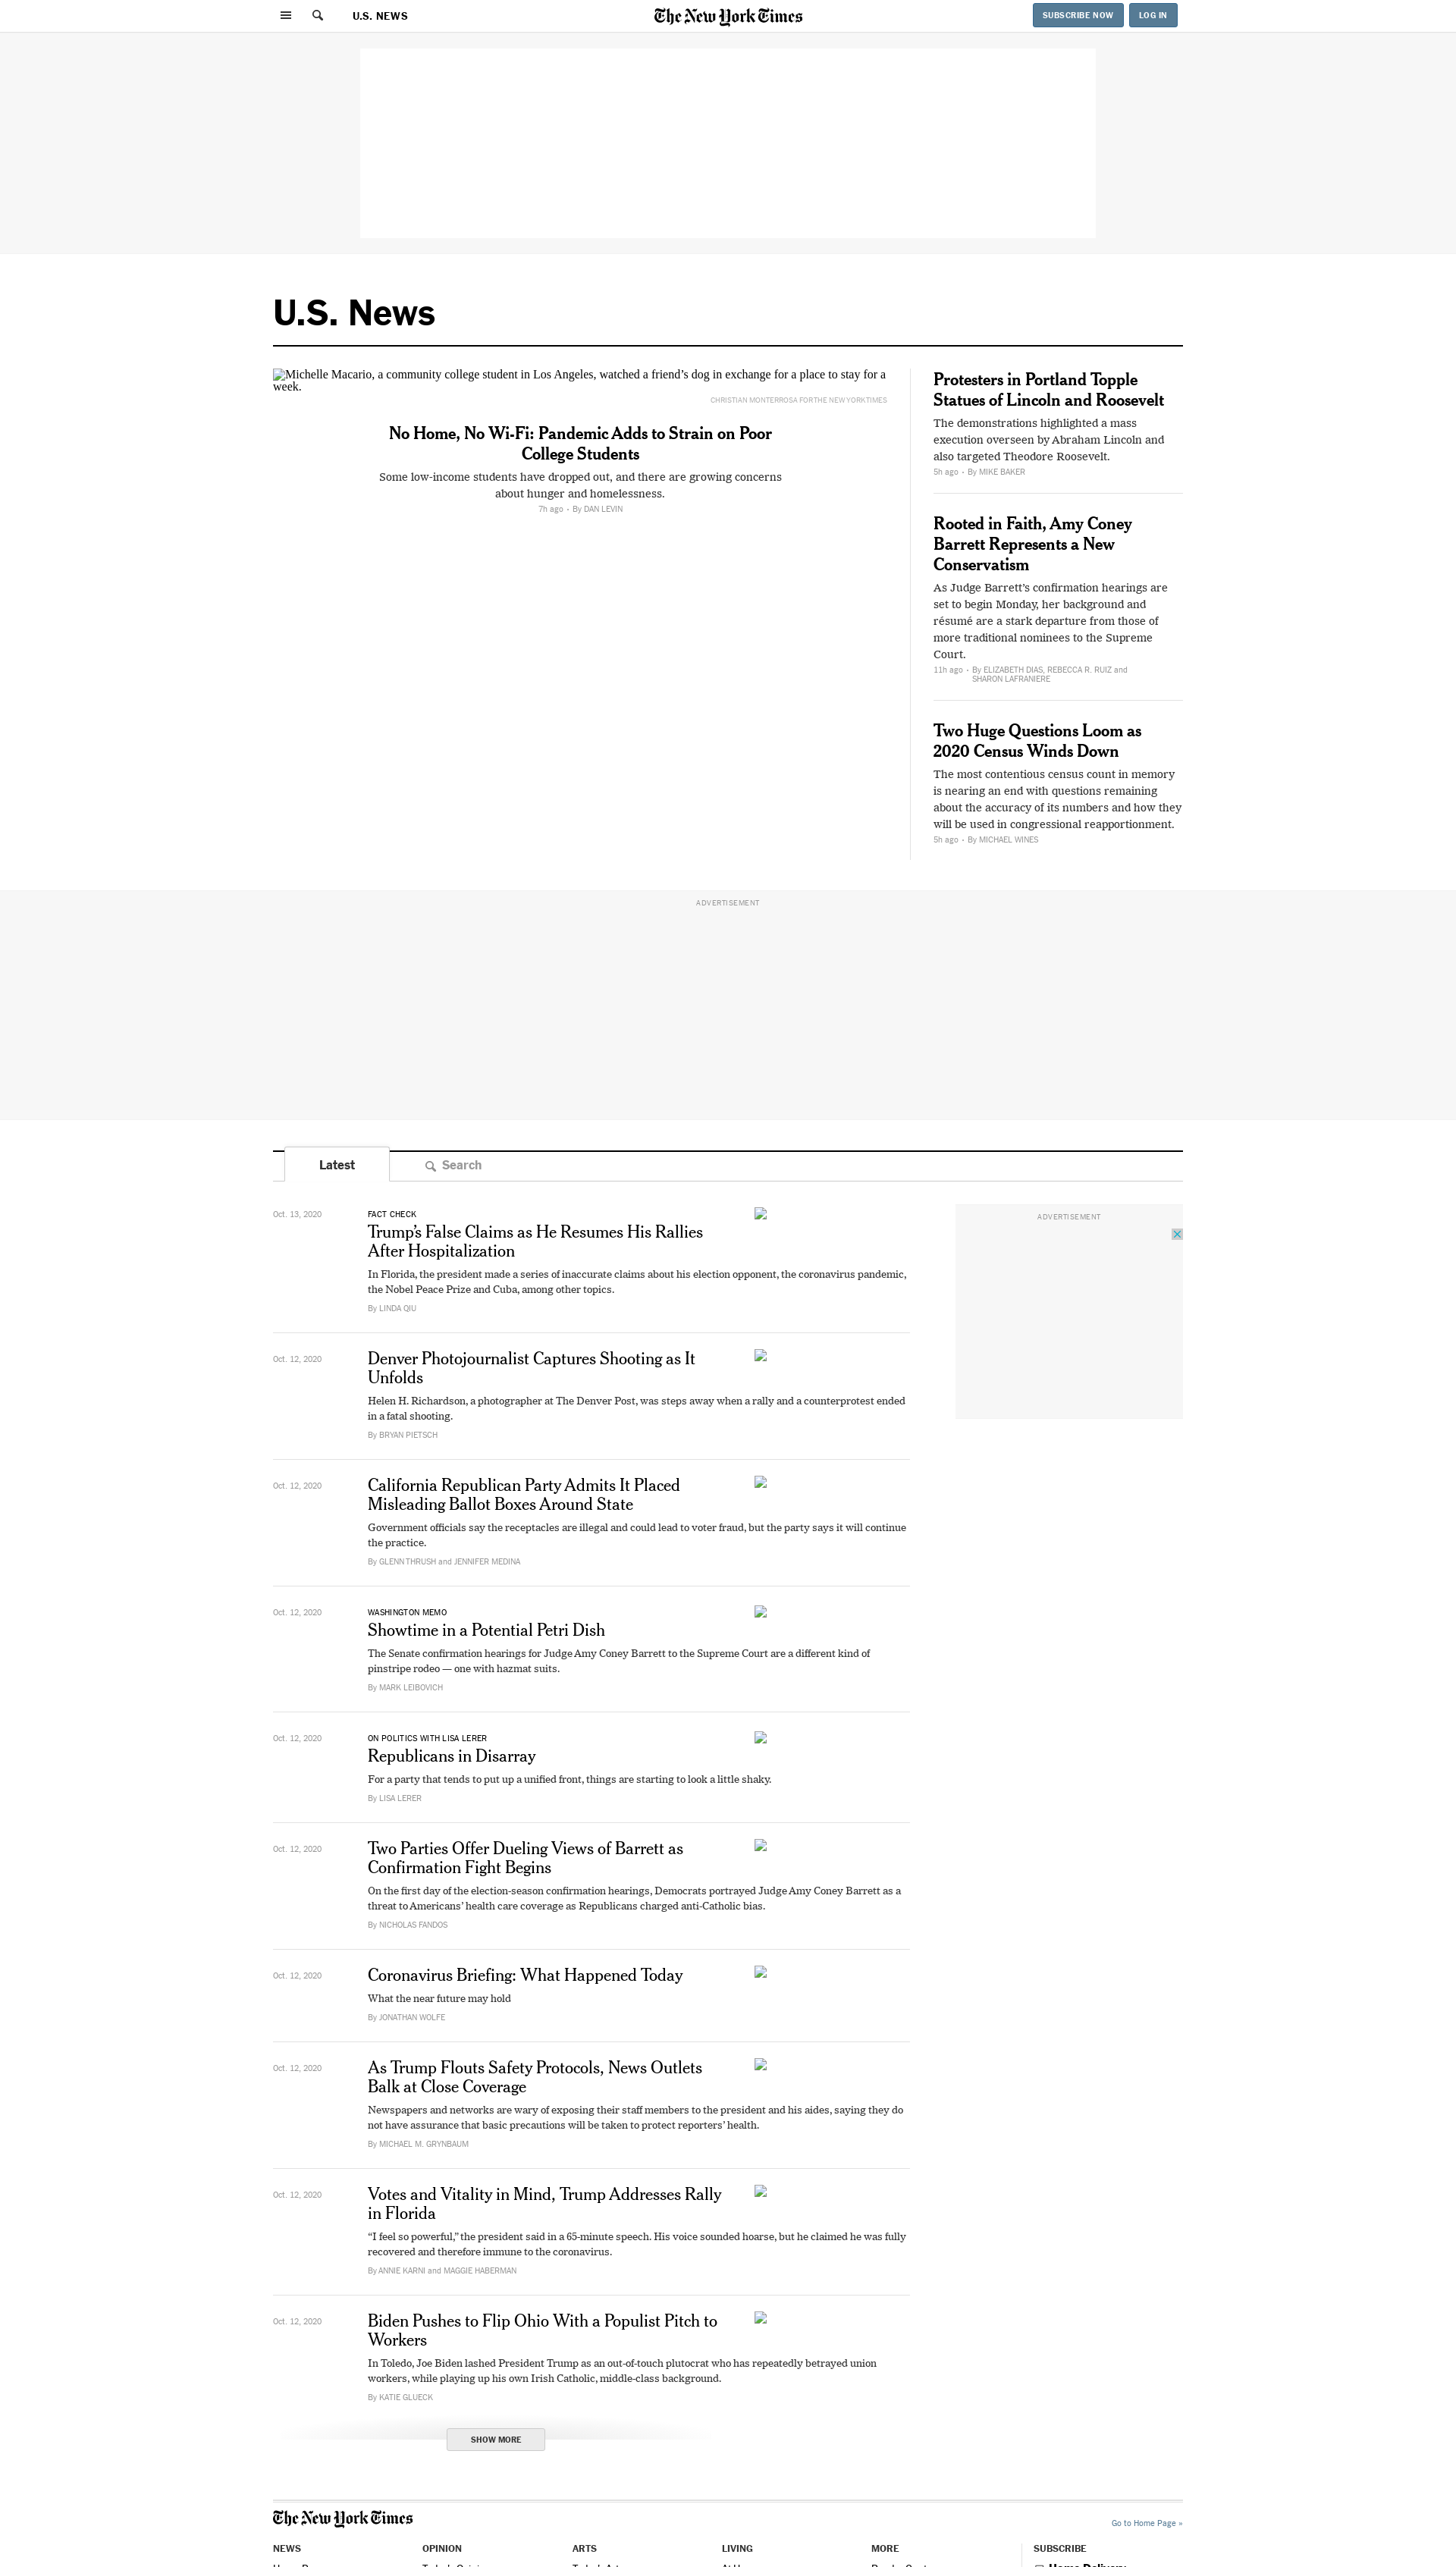 U.S. NEWS
The New York Times
SUBSCRIBE NOW
LOG IN
U.S. News
Michelle Macario, a community college student in Los Angeles, watched a friend’s dog in exchange for a place to stay for a
week.
CHRISTIAN MONTERROSA FOR THE NEW YORK TIMES
No Home, No Wi-Fi: Pandemic Adds to Strain on Poor
College Students
Some low-income students have dropped out, and there are growing concerns
about hunger and homelessness.
7h ago • By DAN LEVIN
Protesters in Portland Topple
Statues of Lincoln and Roosevelt
The demonstrations highlighted a mass
execution overseen by Abraham Lincoln and
also targeted Theodore Roosevelt.
5h ago • By MIKE BAKER
Rooted in Faith, Amy Coney
Barrett Represents a New
Conservatism
As Judge Barrett’s confirmation hearings are
set to begin Monday, her background and
résumé are a stark departure from those of
more traditional nominees to the Supreme
Court.
11h ago • By ELIZABETH DIAS, REBECCA R. RUIZ and
SHARON LAFRANIERE
Two Huge Questions Loom as
2020 Census Winds Down
The most contentious census count in memory
is nearing an end with questions remaining
about the accuracy of its numbers and how they
will be used in congressional reapportionment.
5h ago • By MICHAEL WINES
ADVERTISEMENT
Latest
Search
Oct. 13, 2020
FACT CHECK
Trump’s False Claims as He Resumes His Rallies
After Hospitalization
In Florida, the president made a series of inaccurate claims about his election opponent, the coronavirus pandemic,
the Nobel Peace Prize and Cuba, among other topics.
By LINDA QIU
ADVERTISEMENT
Oct. 12, 2020
Denver Photojournalist Captures Shooting as It
Unfolds
Helen H. Richardson, a photographer at The Denver Post, was steps away when a rally and a counterprotest ended
in a fatal shooting.
By BRYAN PIETSCH
Oct. 12, 2020
California Republican Party Admits It Placed
Misleading Ballot Boxes Around State
Government officials say the receptacles are illegal and could lead to voter fraud, but the party says it will continue
the practice.
By GLENN THRUSH and JENNIFER MEDINA
Oct. 12, 2020
WASHINGTON MEMO
Showtime in a Potential Petri Dish
The Senate confirmation hearings for Judge Amy Coney Barrett to the Supreme Court are a different kind of
pinstripe rodeo — one with hazmat suits.
By MARK LEIBOVICH
Oct. 12, 2020
ON POLITICS WITH LISA LERER
Republicans in Disarray
For a party that tends to put up a unified front, things are starting to look a little shaky.
By LISA LERER
Oct. 12, 2020
Two Parties Offer Dueling Views of Barrett as
Confirmation Fight Begins
On the first day of the election-season confirmation hearings, Democrats portrayed Judge Amy Coney Barrett as a
threat to Americans’ health care coverage as Republicans charged anti-Catholic bias.
By NICHOLAS FANDOS
Oct. 12, 2020
Coronavirus Briefing: What Happened Today
What the near future may hold
By JONATHAN WOLFE
Oct. 12, 2020
As Trump Flouts Safety Protocols, News Outlets
Balk at Close Coverage
Newspapers and networks are wary of exposing their staff members to the president and his aides, saying they do
not have assurance that basic precautions will be taken to protect reporters’ health.
By MICHAEL M. GRYNBAUM
Oct. 12, 2020
Votes and Vitality in Mind, Trump Addresses Rally
in Florida
“I feel so powerful,” the president said in a 65-minute speech. His voice sounded hoarse, but he claimed he was fully
recovered and therefore immune to the coronavirus.
By ANNIE KARNI and MAGGIE HABERMAN
Oct. 12, 2020
Biden Pushes to Flip Ohio With a Populist Pitch to
Workers
In Toledo, Joe Biden lashed President Trump as an out-of-touch plutocrat who has repeatedly betrayed union
workers, while playing up his own Irish Catholic, middle-class background.
By KATIE GLUECK
SHOW MORE
The New York Times
Go to Home Page »
NEWS
OPINION
ARTS
LIVING
MORE
SUBSCRIBE